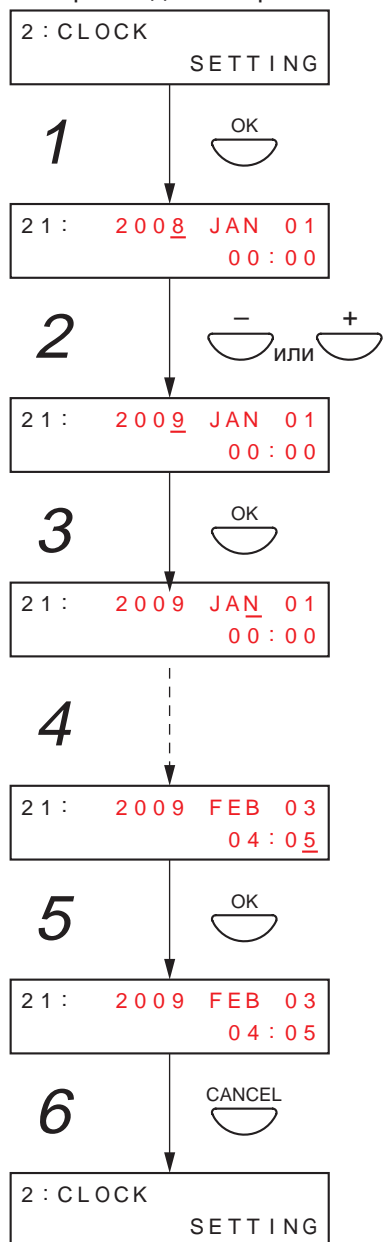 2:CLOCK
SETTING
1
OK
21: 2008 JAN 01
00:00
2
− или +
21: 2009 JAN 01
00:00
3
OK
21: 2009 JAN 01
00:00
4
21: 2009 FEB 03
04:05
5
OK
21: 2009 FEB 03
04:05
6
CANCEL
2:CLOCK
SETTING